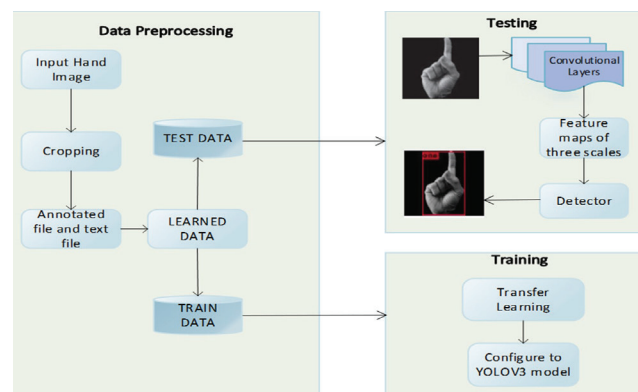 Data Preprocessing
Input Hand
Image
Cropping
Annotated
file and text
file
LEARNED
DATA
TEST DATA
TRAIN
DATA
Testing
Convolutional
Layers
Feature
maps of
three scales
Detector
Training
Transfer
Learning
Configure to
YOLOV3 model